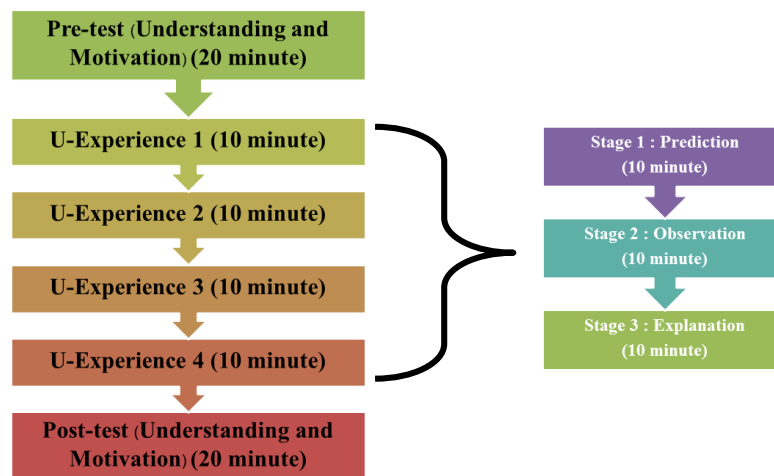 Pre-test (Understanding and
Motivation) (20 minute)
U-Experience 1 (10 minute)
U-Experience 2 (10 minute)
U-Experience 3 (10 minute)
U-Experience 4 (10 minute)
Post-test (Understanding and
Motivation) (20 minute)
Stage 1 : Prediction
(10 minute)
Stage 2 : Observation
(10 minute)
Stage 3 : Explanation
(10 minute)